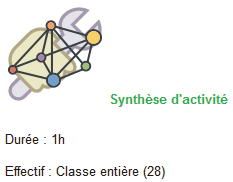 Synthèse d'activité
Durée : 1h
Effectif : Classe entière (28)